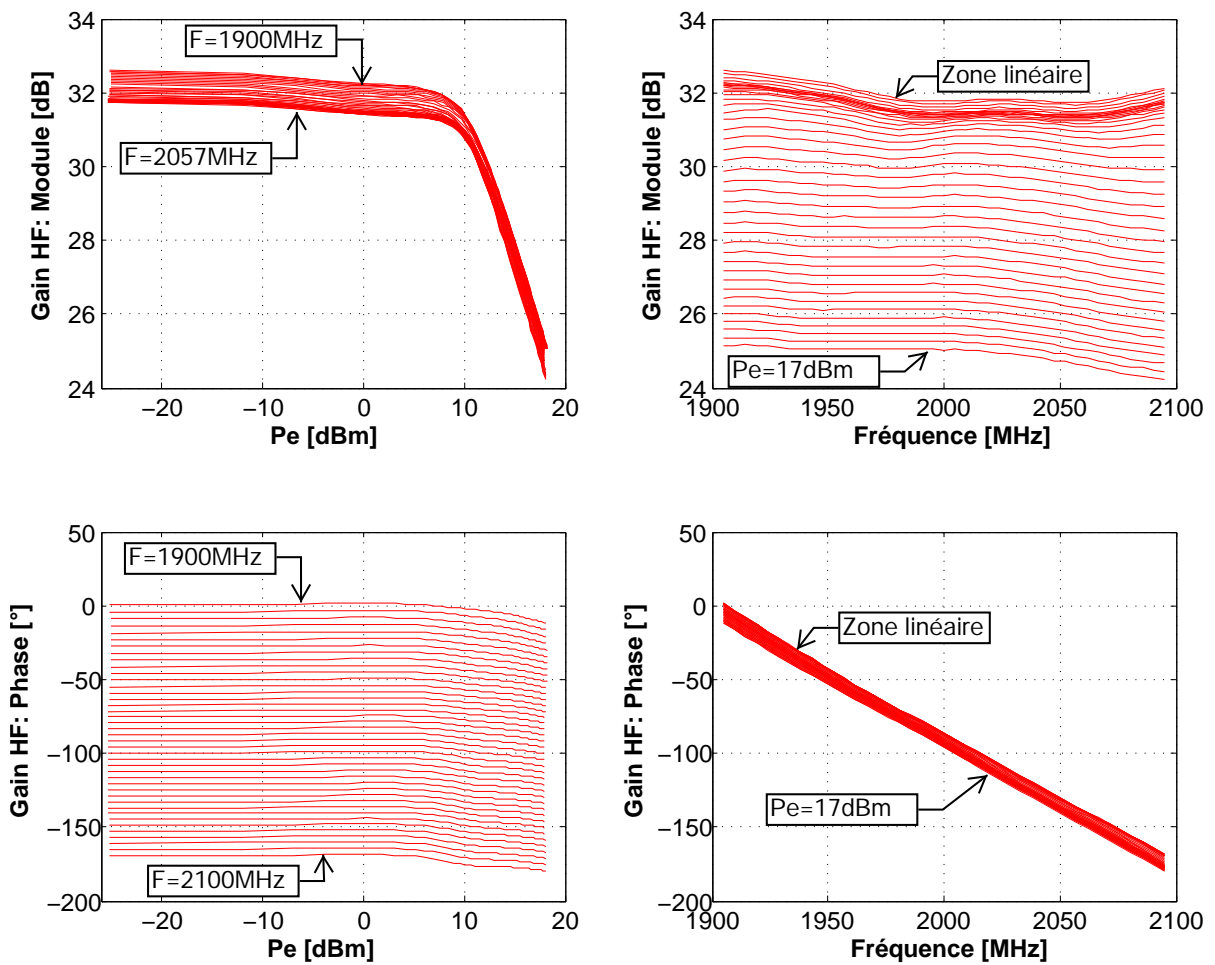 34
32
30
28
26
24
−20
−10
0
10
20
Pe [dBm]
Gain HF: Module [dB]
F=1900MHz
F=2057MHz
34
32
30
28
26
24
1900
1950
2000
2050
2100
Fréquence [MHz]
Gain HF: Module [dB]
Zone linéaire
Pe=17dBm
50
0
−50
−100
−150
−200
−20
−10
0
10
20
Pe [dBm]
Gain HF: Phase [°]
F=1900MHz
F=2100MHz
50
0
−50
−100
−150
−200
1900
1950
2000
2050
2100
Fréquence [MHz]
Gain HF: Phase [°]
Zone linéaire
Pe=17dBm